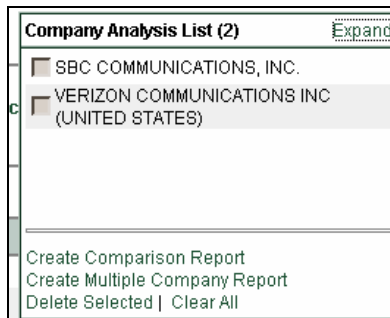 Company Analysis List (2) Expand
SBC COMMUNICATIONS, INC.
VERIZON COMMUNICATIONS INC
(UNITED STATES)
c
Create Comparison Report
Create Multiple Company Report
Delete Selected | Clear All